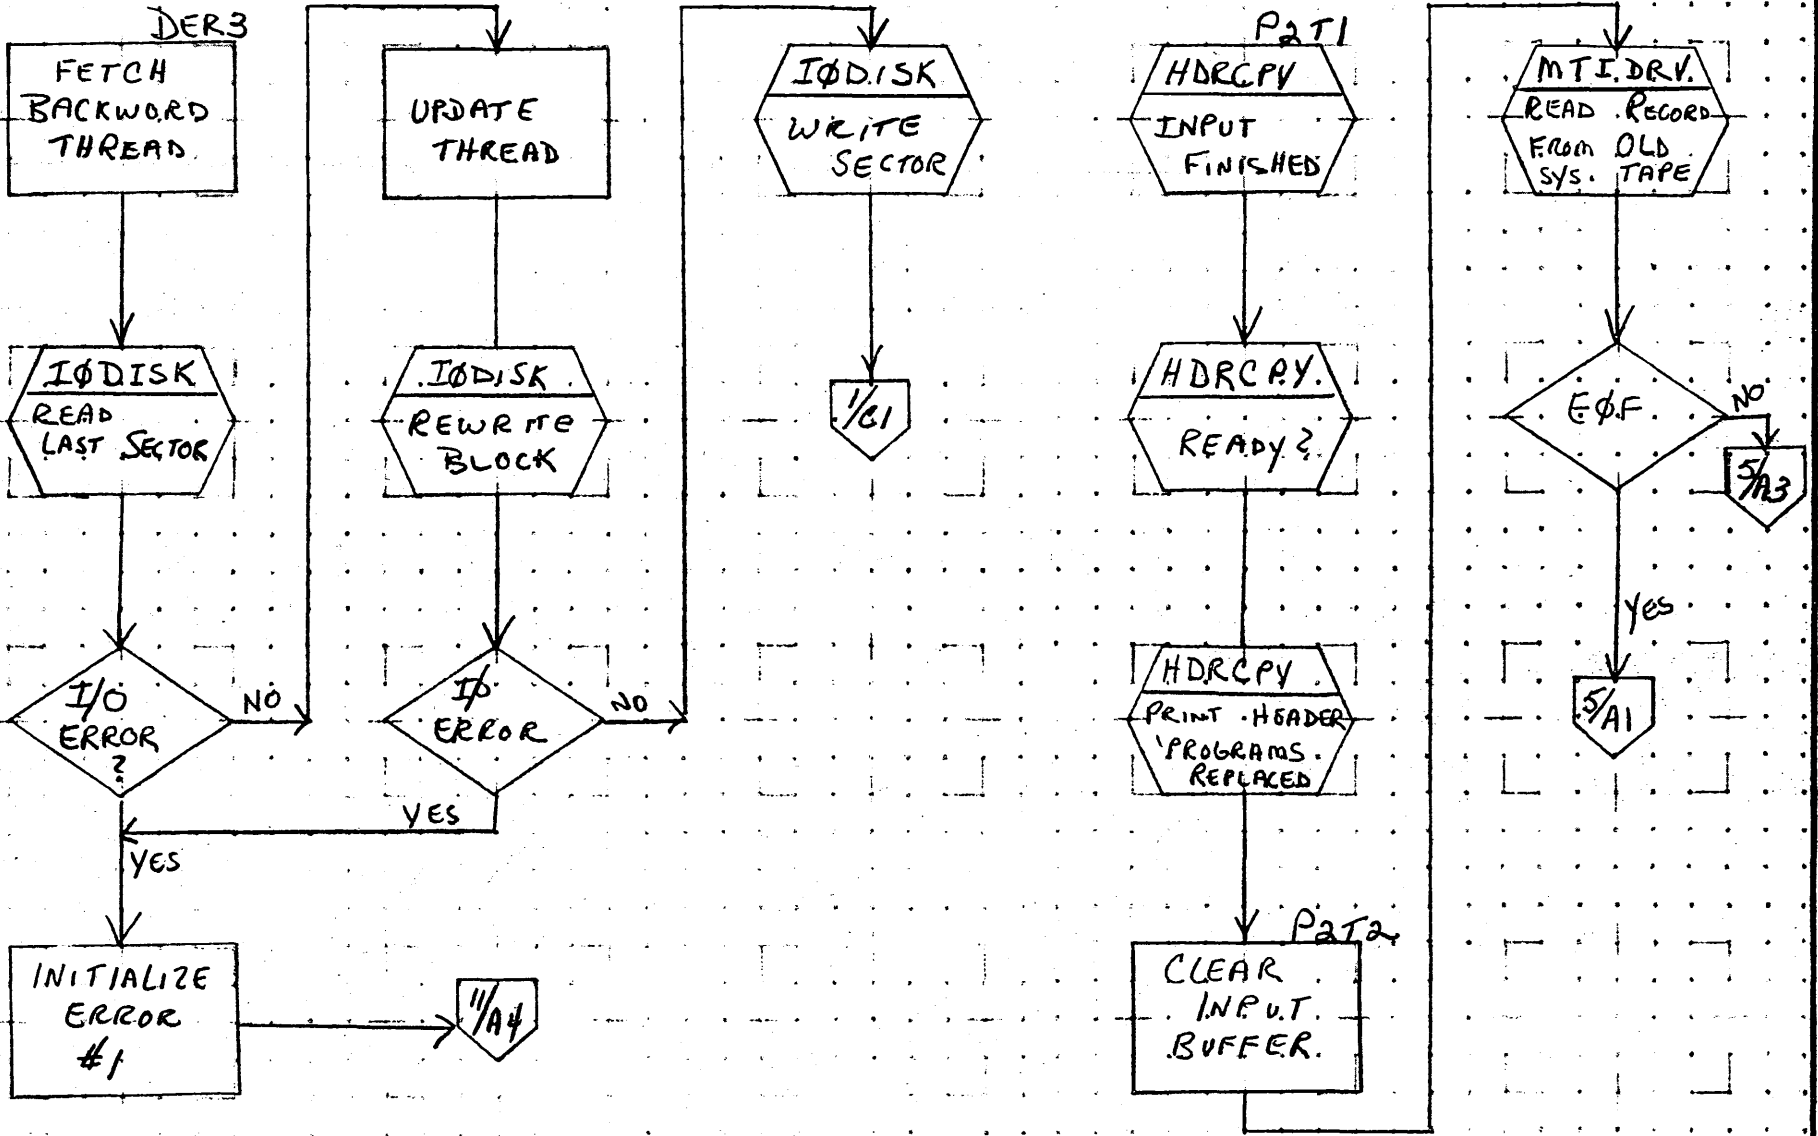 DER3
FETCH
BACKWORD
THREAD
IØDISK
READ
LAST SECTOR
I/O
ERROR
?
NO
YES
INITIALIZE
ERROR
#1
11/A4
UPDATE
THREAD
IØDISK
REWRITE
BLOCK
I/Ø
ERROR
NO
YES
IØDISK
WRITE
SECTOR
1/C1
P2T1
HDRCPY
INPUT
FINISHED
HDRCPY
READY?
HDRCPY
PRINT HEADER
'PROGRAMS
REPLACED
P2T2
CLEAR
INPUT
BUFFER
MTI.DRV.
READ RECORD
FROM OLD
SYS. TAPE
EØF
NO
5/A3
YES
5/A1